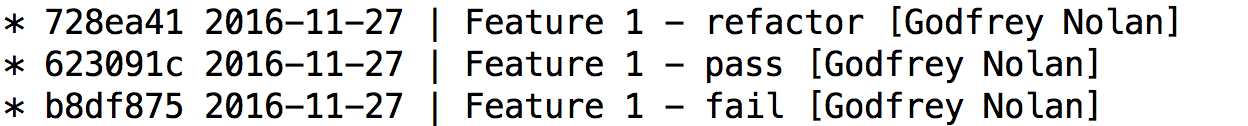 * 728ea41 2016-11-27 | Feature 1 - refactor [Godfrey Nolan]
* 623091c 2016-11-27 | Feature 1 - pass [Godfrey Nolan]
* b8df875 2016-11-27 | Feature 1 - fail [Godfrey Nolan]